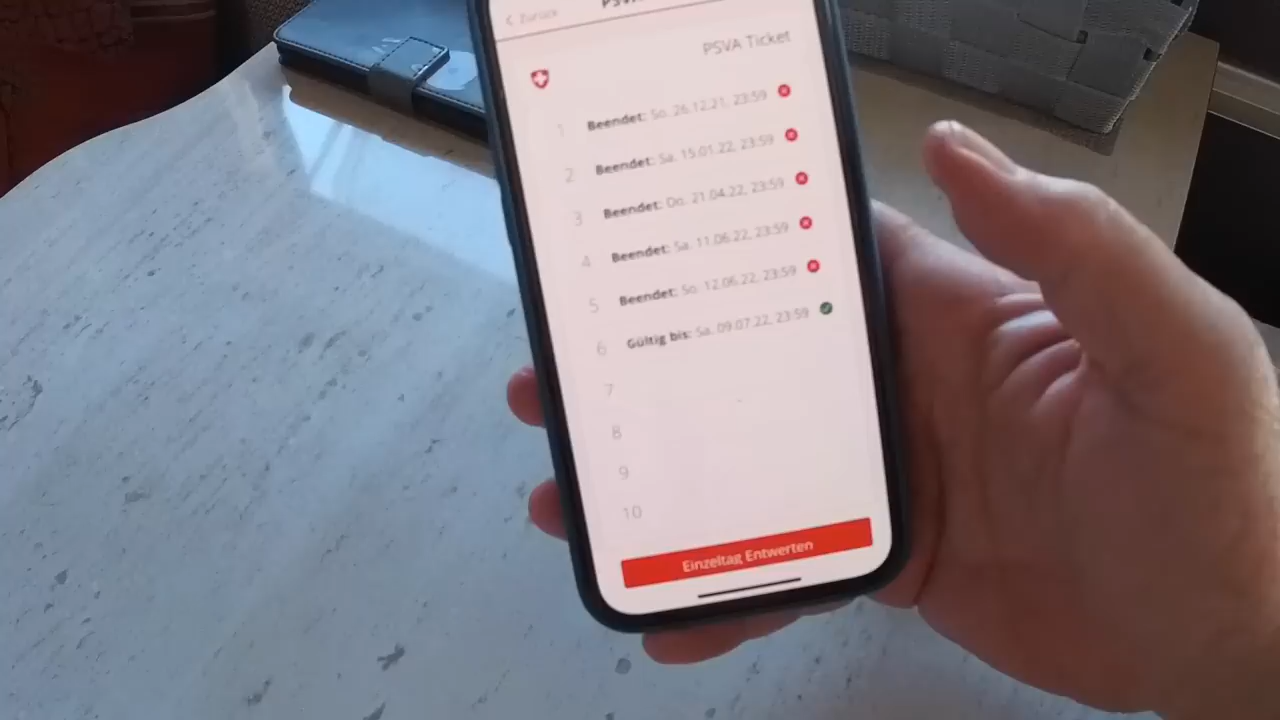 Zurück
PSVA Ticket
1 Beendet: So. 26.12.21, 23:59
2 Beendet: Sa. 15.01.22, 23:59
3 Beendet: Do. 21.04.22, 23:59
4 Beendet: Sa. 11.06.22, 23:59
5 Beendet: So. 12.06.22, 23:59
6 Gültig bis: Sa. 09.07.22, 23:59
7
8
9
10
Einzeltag Entwerten